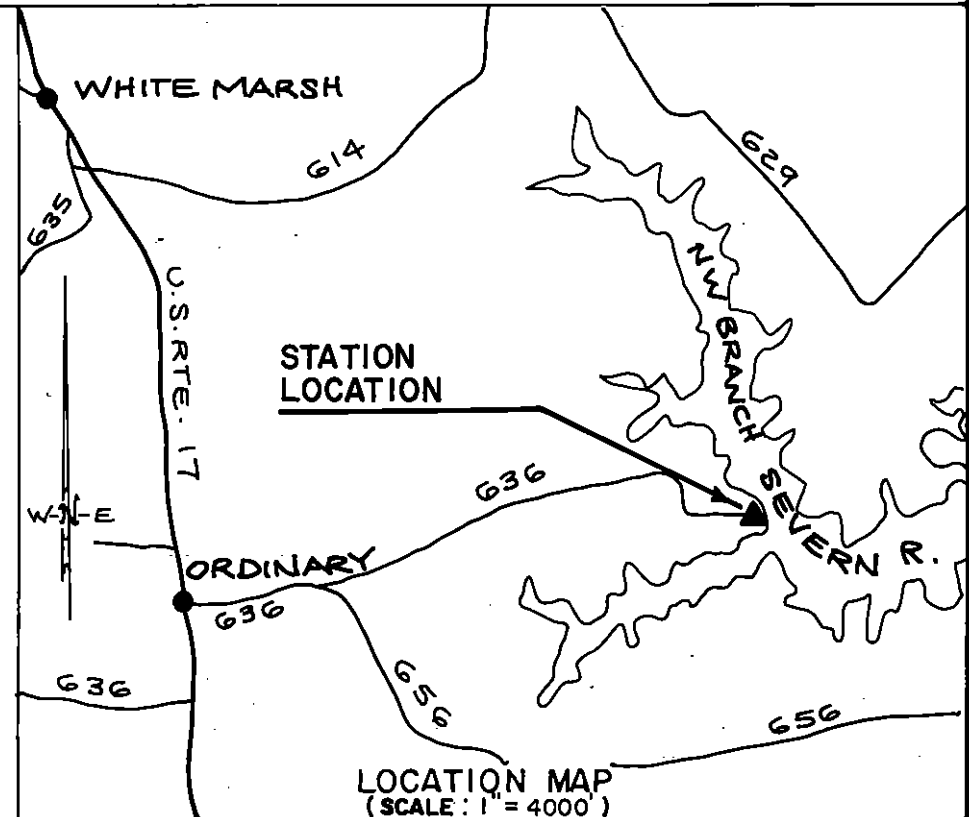 WHITE MARSH
614
629
635
NW BRANCH SEVERN R.
U.S. RTE. 17
STATION
LOCATION
636
W-N-E
ORDINARY
636
636
656
656
LOCATION MAP
(SCALE: 1" = 4000')